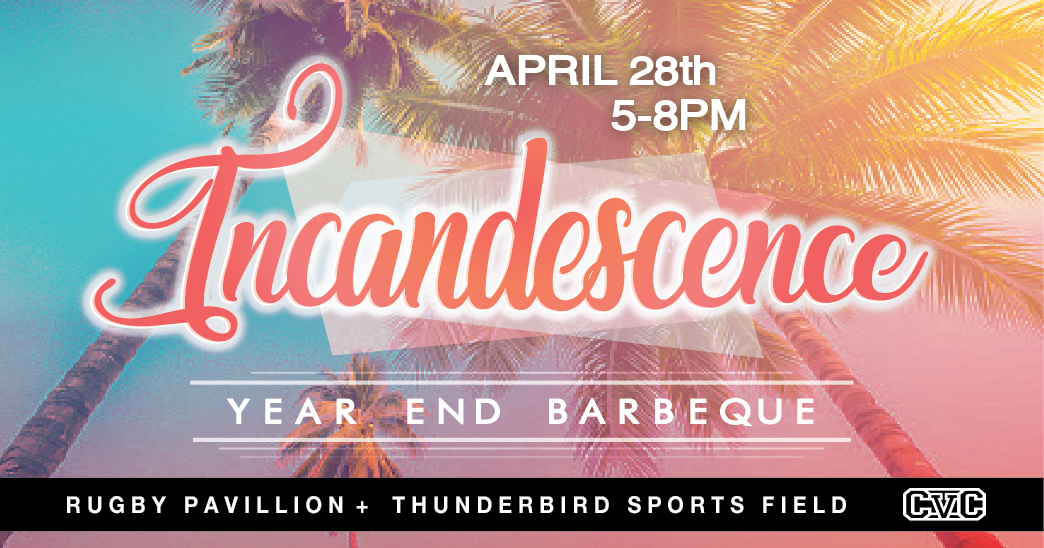 APRIL 28th
5-8PM
Incandescence
YEAR END BARBEQUE
RUGBY PAVILLION + THUNDERBIRD SPORTS FIELD
CVC